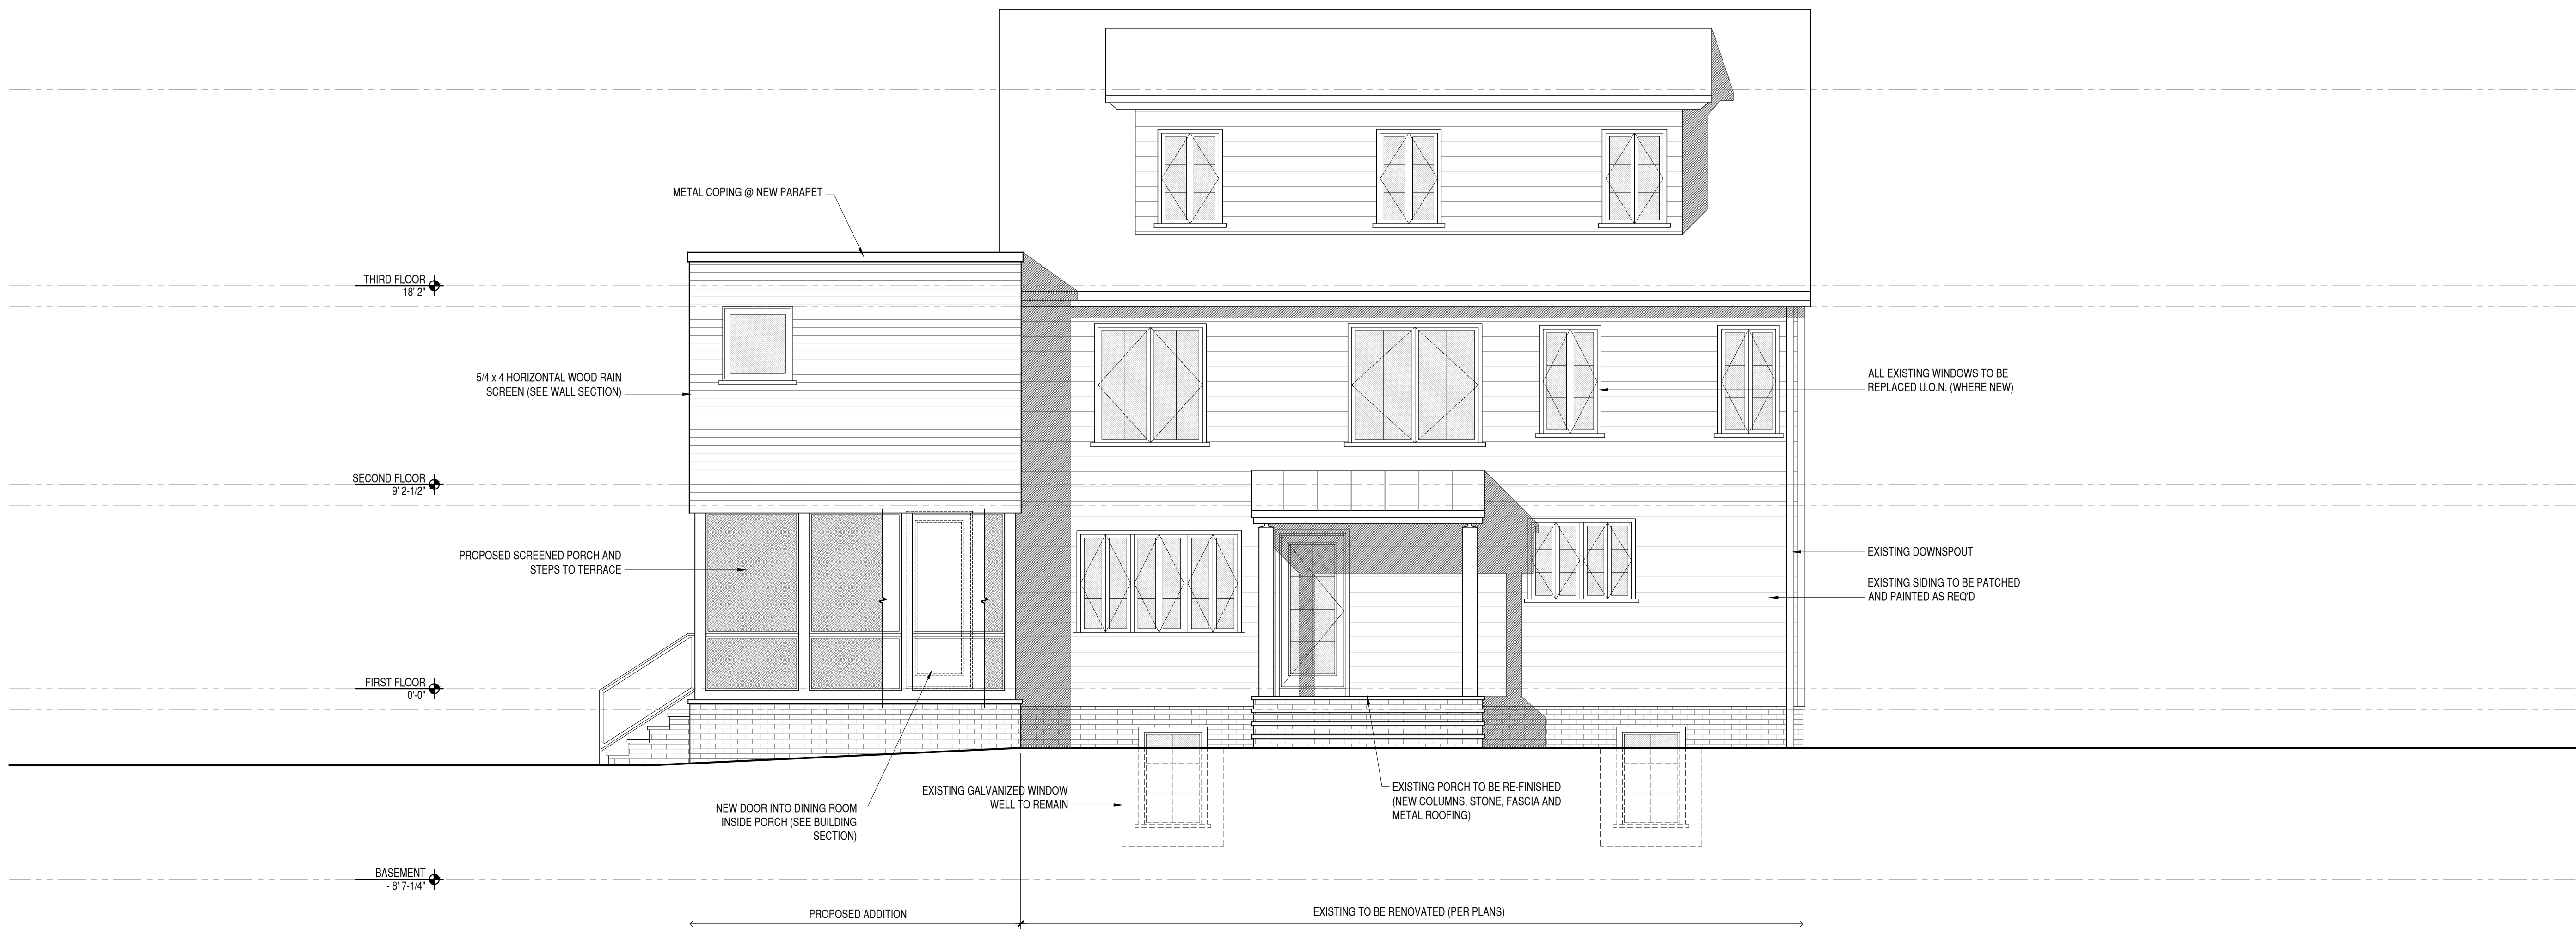 METAL COPING @ NEW PARAPET
THIRD FLOOR
18' 2"
5/4 x 4 HORIZONTAL WOOD RAIN
SCREEN (SEE WALL SECTION)
ALL EXISTING WINDOWS TO BE
REPLACED U.O.N. (WHERE NEW)
SECOND FLOOR
9' 2-1/2"
PROPOSED SCREENED PORCH AND
STEPS TO TERRACE
EXISTING DOWNSPOUT
EXISTING SIDING TO BE PATCHED
AND PAINTED AS REQ'D
FIRST FLOOR
0'-0"
NEW DOOR INTO DINING ROOM
INSIDE PORCH (SEE BUILDING
SECTION)
EXISTING GALVANIZED WINDOW
WELL TO REMAIN
EXISTING PORCH TO BE RE-FINISHED
(NEW COLUMNS, STONE, FASCIA AND
METAL ROOFING)
BASEMENT
- 8' 7-1/4"
PROPOSED ADDITION
EXISTING TO BE RENOVATED (PER PLANS)